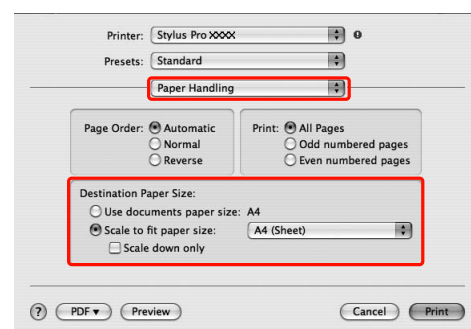 Printer: Stylus Pro XXXX
Presets: Standard
Paper Handling
Page Order: Automatic
Normal
Reverse
Print: All Pages
Odd numbered pages
Even numbered pages
Destination Paper Size:
Use documents paper size: A4
Scale to fit paper size: A4 (Sheet)
Scale down only
? PDF▼ Preview Cancel Print